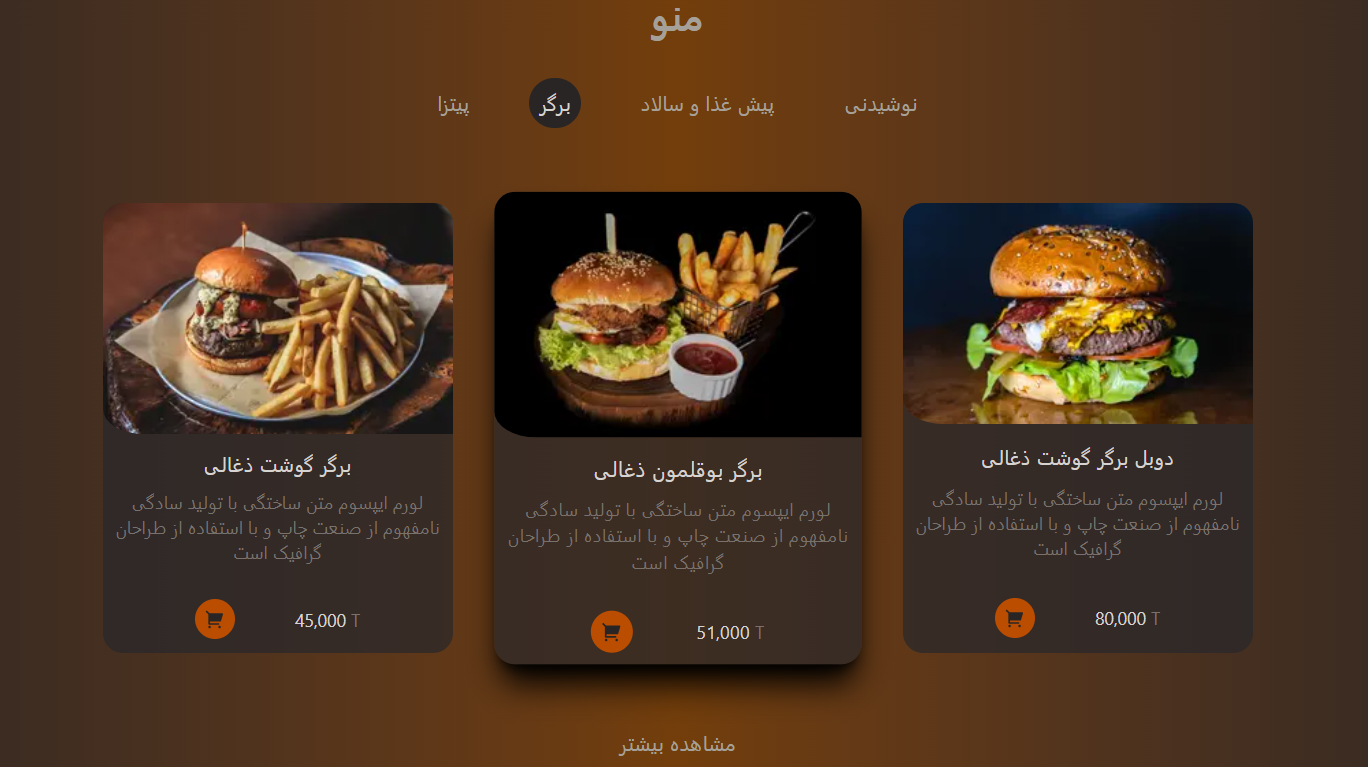 منو
نوشیدنی
پیش غذا و سالاد
برگر
پیتزا
دوبل برگر گوشت ذغالی
لورم ایپسوم متن ساختگی با تولید سادگی
نامفهوم از صنعت چاپ و با استفاده از طراحان
گرافیک است
80,000 T
برگر بوقلمون ذغالی
لورم ایپسوم متن ساختگی با تولید سادگی
نامفهوم از صنعت چاپ و با استفاده از طراحان
گرافیک است
51,000 T
برگر گوشت ذغالی
لورم ایپسوم متن ساختگی با تولید سادگی
نامفهوم از صنعت چاپ و با استفاده از طراحان
گرافیک است
45,000 T
مشاهده بیشتر